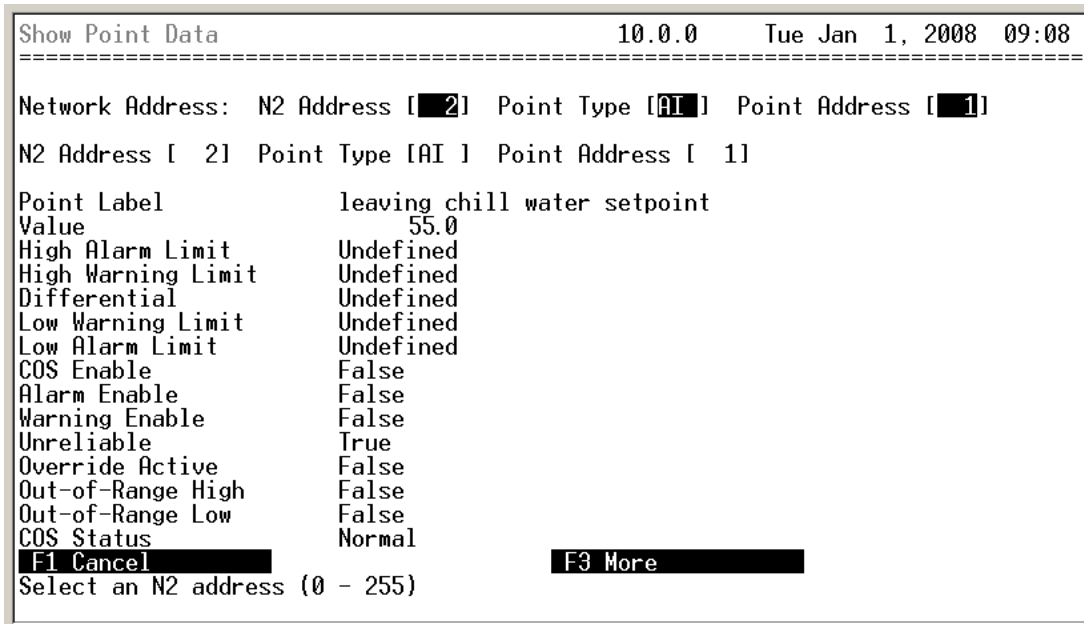 Show Point Data 10.0.0 Tue Jan 1, 2008 09:08
================================================================================
Network Address: N2 Address [ 2] Point Type [AI ] Point Address [ 1]
N2 Address [ 2] Point Type [AI ] Point Address [ 1]
Point Label leaving chill water setpoint
Value 55.0
High Alarm Limit Undefined
High Warning Limit Undefined
Differential Undefined
Low Warning Limit Undefined
Low Alarm Limit Undefined
COS Enable False
Alarm Enable False
Warning Enable False
Unreliable True
Override Active False
Out-of-Range High False
Out-of-Range Low False
COS Status Normal
F1 Cancel F3 More
Select an N2 address (0 - 255)